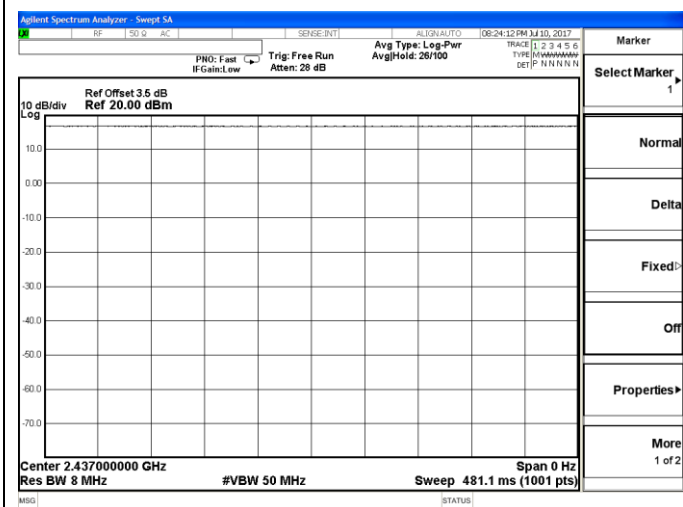 Agilent Spectrum Analyzer - Swept SA
RF 50 Ω AC SENSE:INT ALIGNAUTO 08:24:12 PM Jul 10, 2017
PNO: Fast
IFGain:Low
Trig: Free Run
Atten: 28 dB
Avg Type: Log-Pwr
Avg|Hold: 26/100
TRACE 1 2 3 4 5 6
TYPE MWWWWW
DET P N N N N N
Ref Offset 3.5 dB
10 dB/div Ref 20.00 dBm
Log
10.0
0.00
-10.0
-20.0
-30.0
-40.0
-50.0
-60.0
-70.0
Center 2.437000000 GHz Span 0 Hz
Res BW 8 MHz #VBW 50 MHz Sweep 481.1 ms (1001 pts)
MSG STATUS
Marker
Select Marker
1
Normal
Delta
Fixed
Off
Properties
More
1 of 2